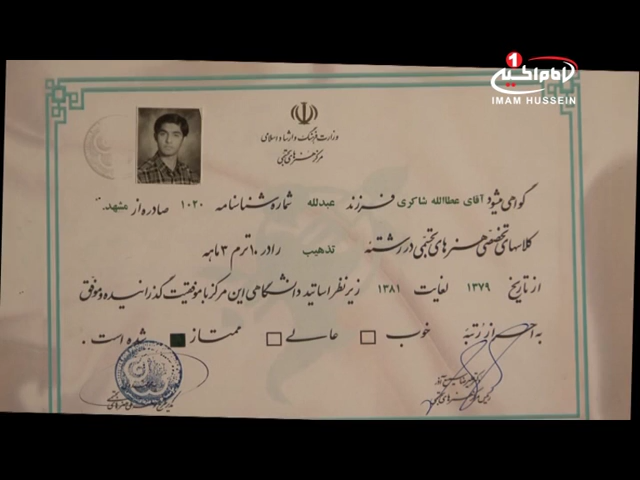 امام حسین
1
IMAM HUSSEIN
وزارت فرهنگ و ارشاد اسلامی
مرکز هنرهای تجسمی
گواهی میشود آقای عطاالله شاکری فرزند عبدلله شماره شناسنامه ۱۰۲۰ صادره از مشهد.
کلاسهای تخصصی هنرهای تجسمی در رشته تذهیب را در ۱۰ ترم ۳ ماهه
از تاریخ ۱۳۷۹ لغایت ۱۳۸۱ زیر نظر اساتید دانشگاهی این مرکز با موفقیت گذرانیده و موفق
به احراز رتبه خوب عالی ممتاز شده است.